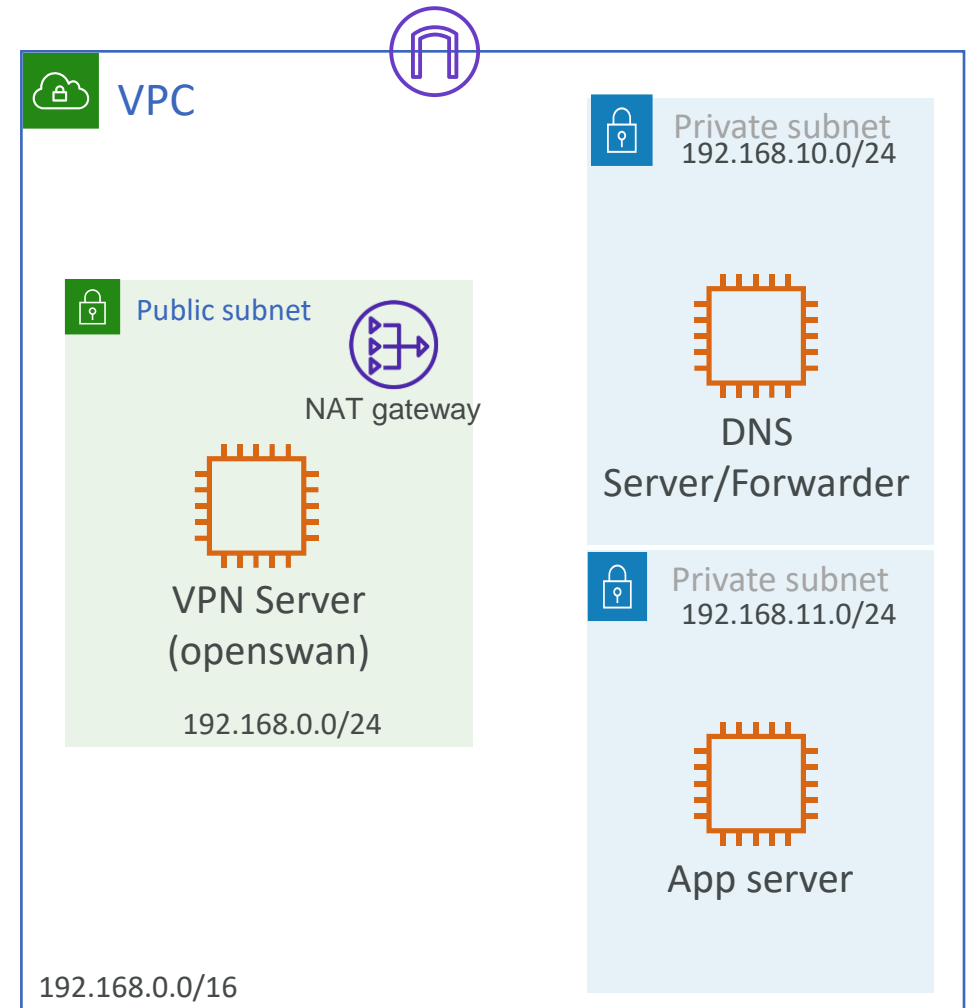 VPC
Private subnet
192.168.10.0/24
Public subnet
NAT gateway
DNS
Server/Forwarder
VPN Server
(openswan)
192.168.0.0/24
Private subnet
192.168.11.0/24
App server
192.168.0.0/16